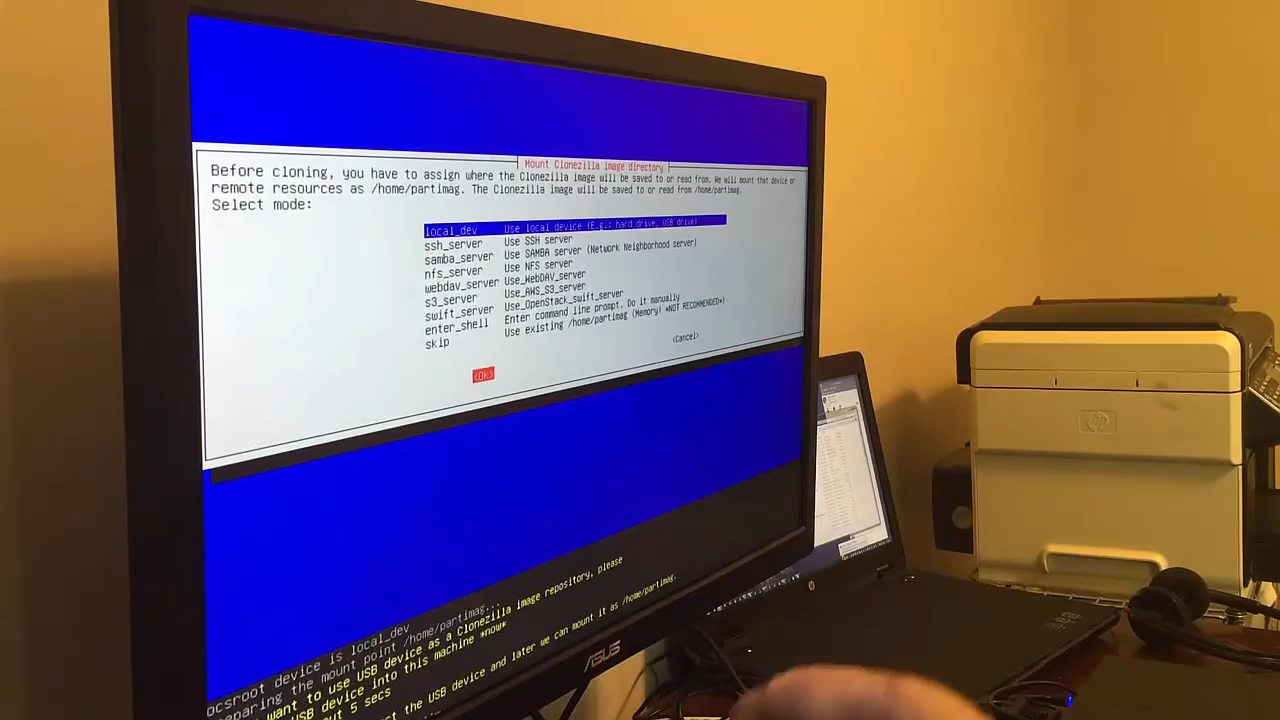 Mount Clonezilla image directory
Before cloning, you have to assign where the Clonezilla image will be saved to or read from. We will mount that device or
remote resources as /home/partimag. The Clonezilla image will be saved to or read from /home/partimag.
Select mode:
local_dev Use local device (E.g.: hard drive, USB drive)
ssh_server Use SSH server
samba_server Use SAMBA server (Network Neighborhood server)
nfs_server Use NFS server
webdav_server Use_WebDAV_server
s3_server Use_AWS_S3_server
swift_server Use_OpenStack_swift_server
enter_shell Enter command line prompt. Do it manually
skip Use existing /home/partimag (Memory) *NOT RECOMMENDED*)
<Ok> <Cancel>
ocsroot device is local_dev
eparing the mount point /home/partimag...
want to use USB device as a Clonezilla image repository, please
USB device into this machine *now*
ut 5 secs
ct the USB device and later we can mount it as /home/partimag.
ASUS
hp
hp